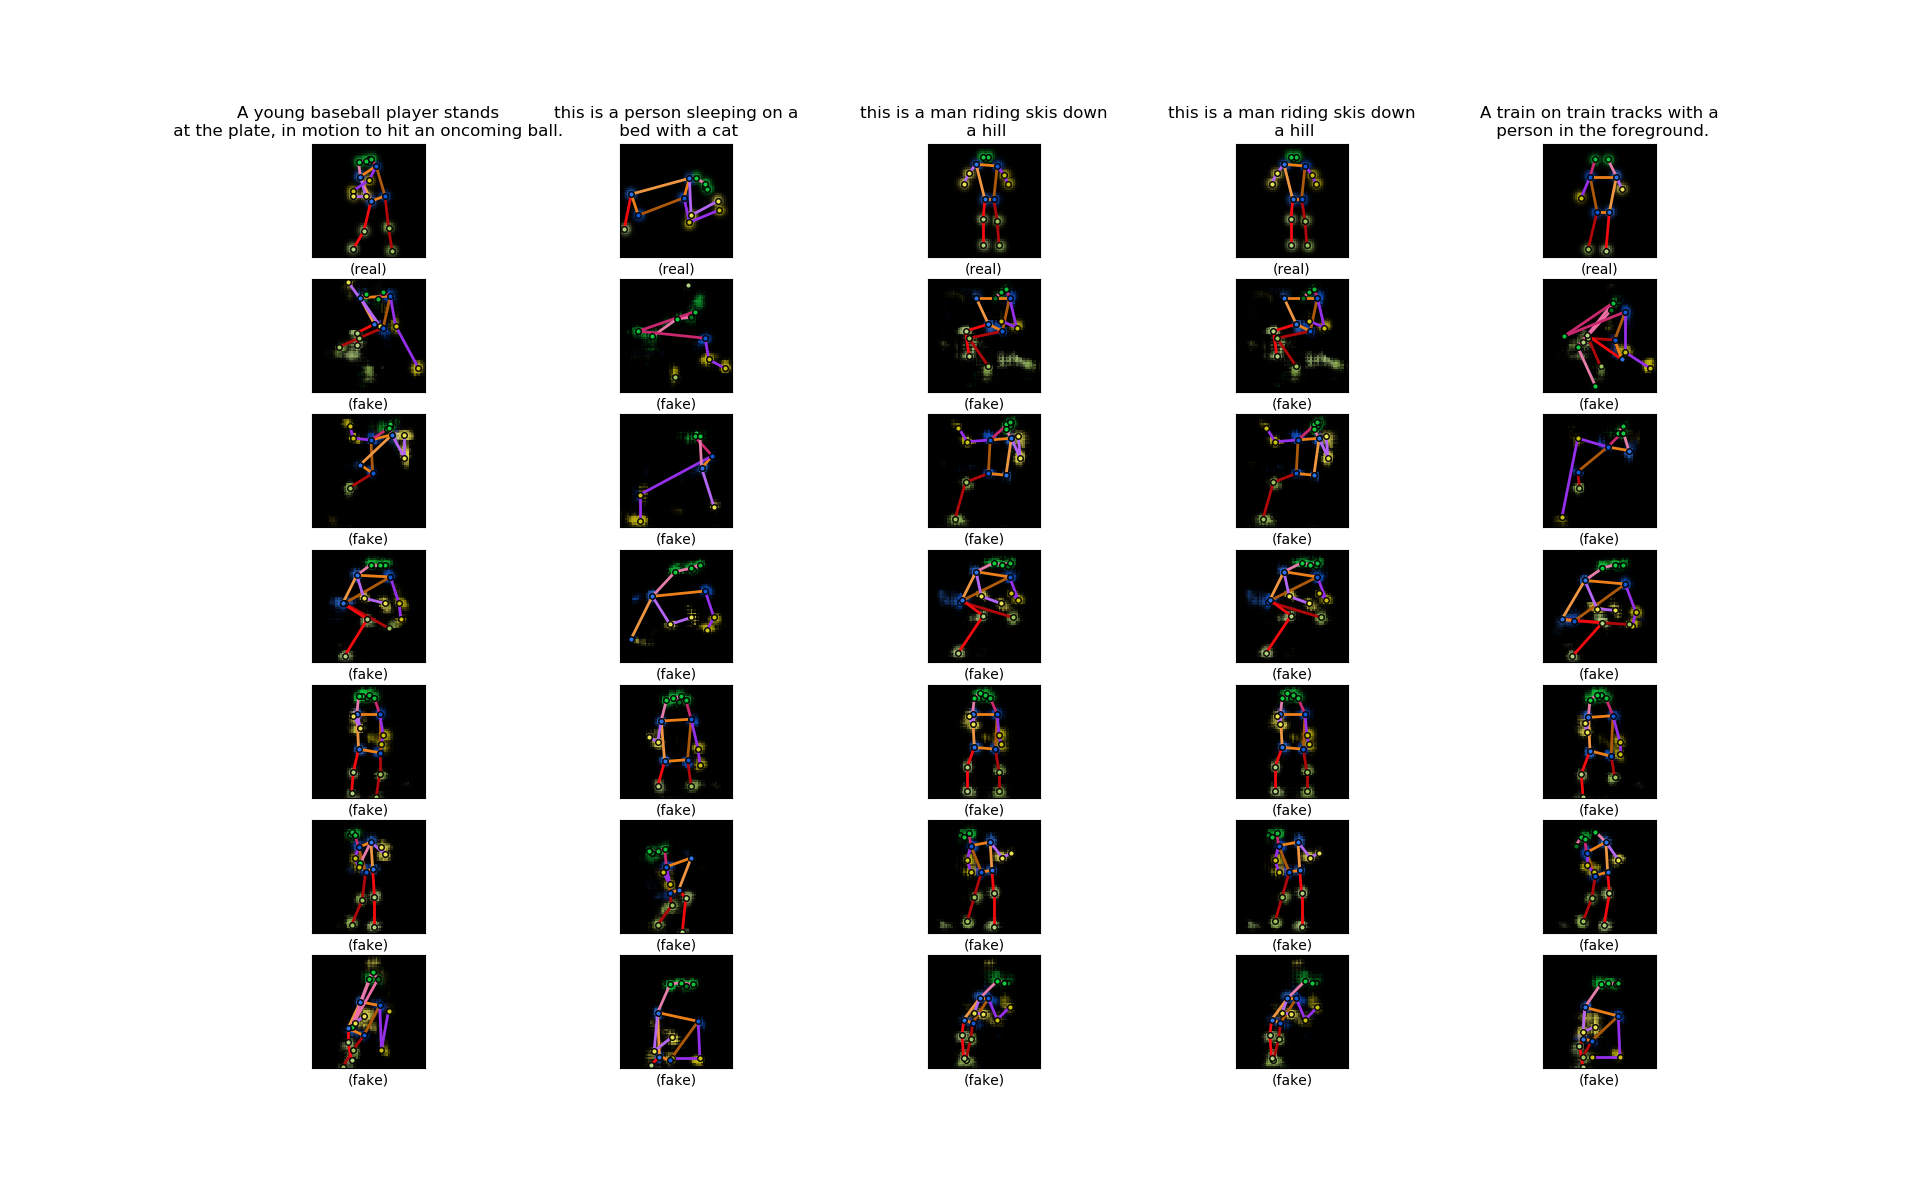 A young baseball player stands
at the plate, in motion to hit an oncoming ball.
this is a person sleeping on a
bed with a cat
this is a man riding skis down
a hill
this is a man riding skis down
a hill
A train on train tracks with a
person in the foreground.
(real) (real) (real) (real) (real)
(fake) (fake) (fake) (fake) (fake)
(fake) (fake) (fake) (fake) (fake)
(fake) (fake) (fake) (fake) (fake)
(fake) (fake) (fake) (fake) (fake)
(fake) (fake) (fake) (fake) (fake)
(fake) (fake) (fake) (fake) (fake)